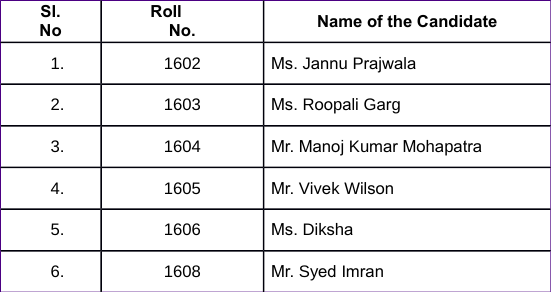 Sl. No Roll No. Name of the Candidate
1. 1602 Ms. Jannu Prajwala
2. 1603 Ms. Roopali Garg
3. 1604 Mr. Manoj Kumar Mohapatra
4. 1605 Mr. Vivek Wilson
5. 1606 Ms. Diksha
6. 1608 Mr. Syed Imran